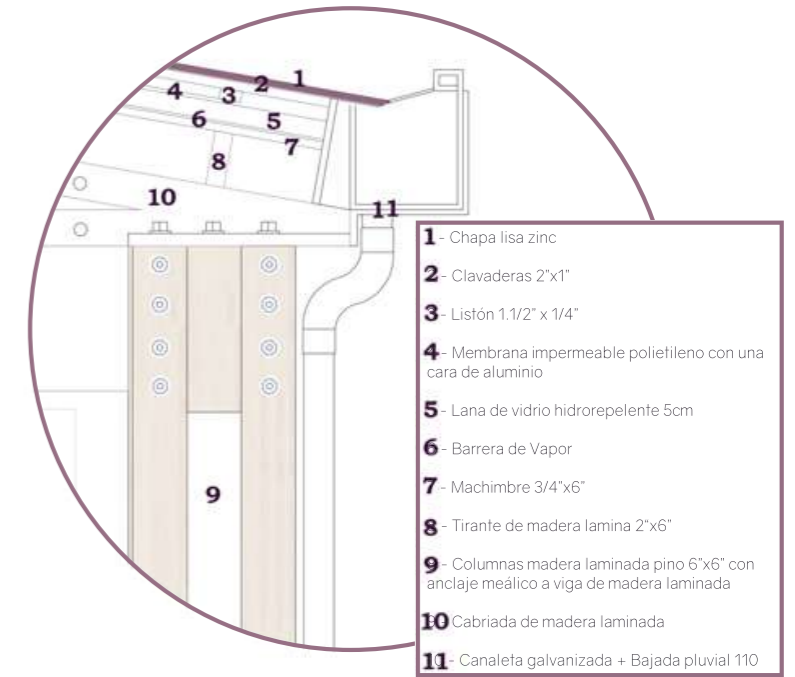 1
2
3
4
5
6
7
8
10
11
9
1 - Chapa lisa zinc
2 - Clavaderas 2"x1"
3 - Listón 1.1/2" x 1/4"
4 - Membrana impermeable polietileno con una
cara de aluminio
5 - Lana de vidrio hidrorepelente 5cm
6 - Barrera de Vapor
7 - Machimbre 3/4"x6"
8 - Tirante de madera lamina 2"x6"
9 - Columnas madera laminada pino 6"x6" con
anclaje meálico a viga de madera laminada
10 Cabriada de madera laminada
11 - Canaleta galvanizada + Bajada pluvial 110